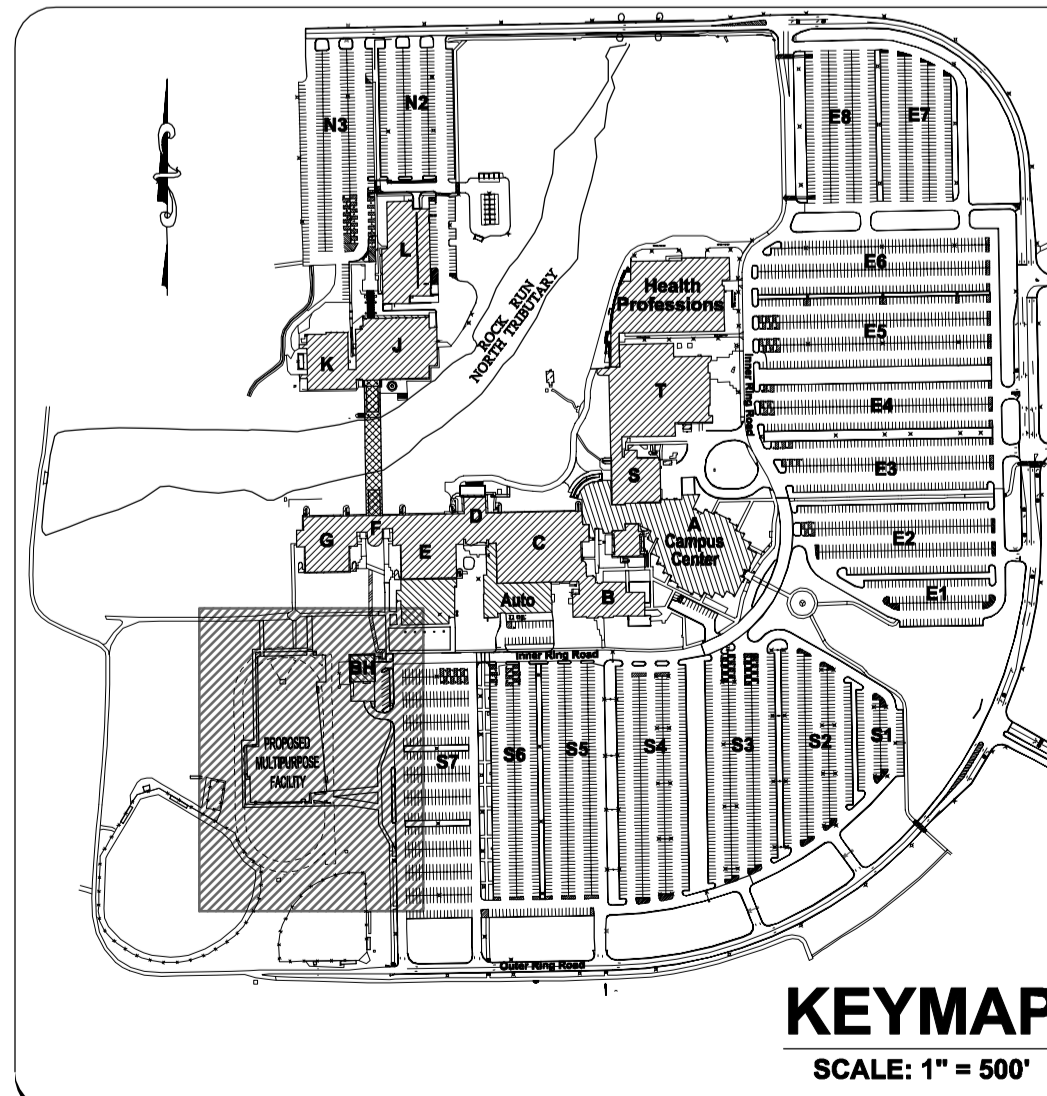 N2
N3
E8
E7
L
E6
Health
Professions
ROCK RUN
NORTH TRIBUTARY
E5
J
K
Inner Ring Road
T
E4
E3
S
D
F
G
E
C
A
Campus
Center
E2
Auto
B
E1
Inner Ring Road
BH
PROPOSED
MULTIPURPOSE
FACILITY
S7
S6
S5
S4
S3
S2
S1
Outer Ring Road
KEYMAP
SCALE: 1" = 500'